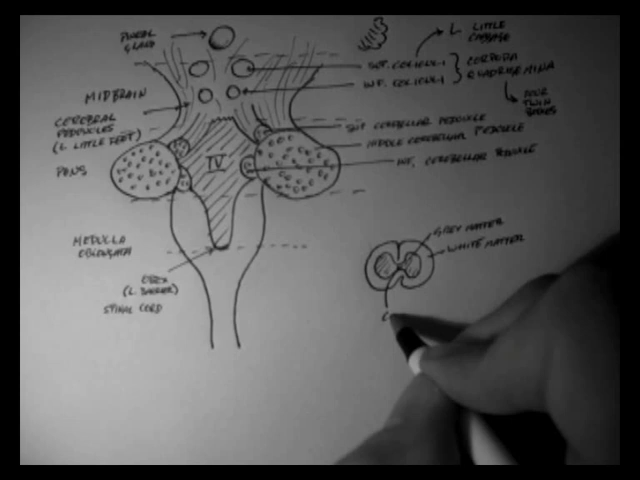 PINEAL
GLAND
L LITTLE
CABBAGE
SUP. COLLICULI
INF. COLLICULI
CORPORA
QUADRIGEMINA
FOUR
TWIN
BODIES
MIDBRAIN
CEREBRAL
PEDUNCLES
(L. LITTLE FEET)
SUP CEREBELLAR PEDUNCLE
MIDDLE CEREBELLAR PEDUNCLE
INF. CEREBELLAR PEDUNCLE
PONS
IV
MEDULLA
OBLONGATA
OBEX
(L. BARRIER)
SPINAL CORD
GREY MATTER
WHITE MATTER